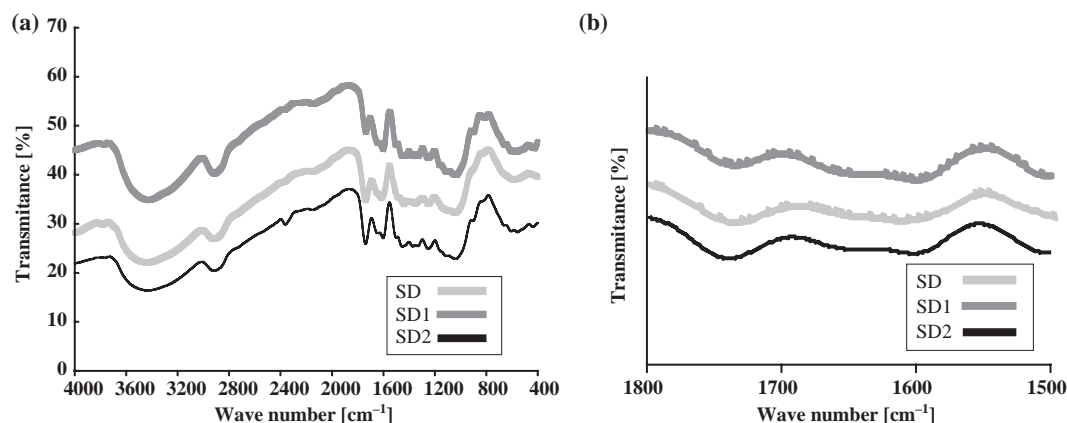 (a)
70
60
50
40
30
20
10
0
Transmitance [%]
SD
SD1
SD2
4000 3600 3200 2800 2400 2000 1600 1200 800 400
Wave number [cm⁻¹]
(b)
Transmitance [%]
SD
SD1
SD2
1800 1700 1600 1500
Wave number [cm⁻¹]